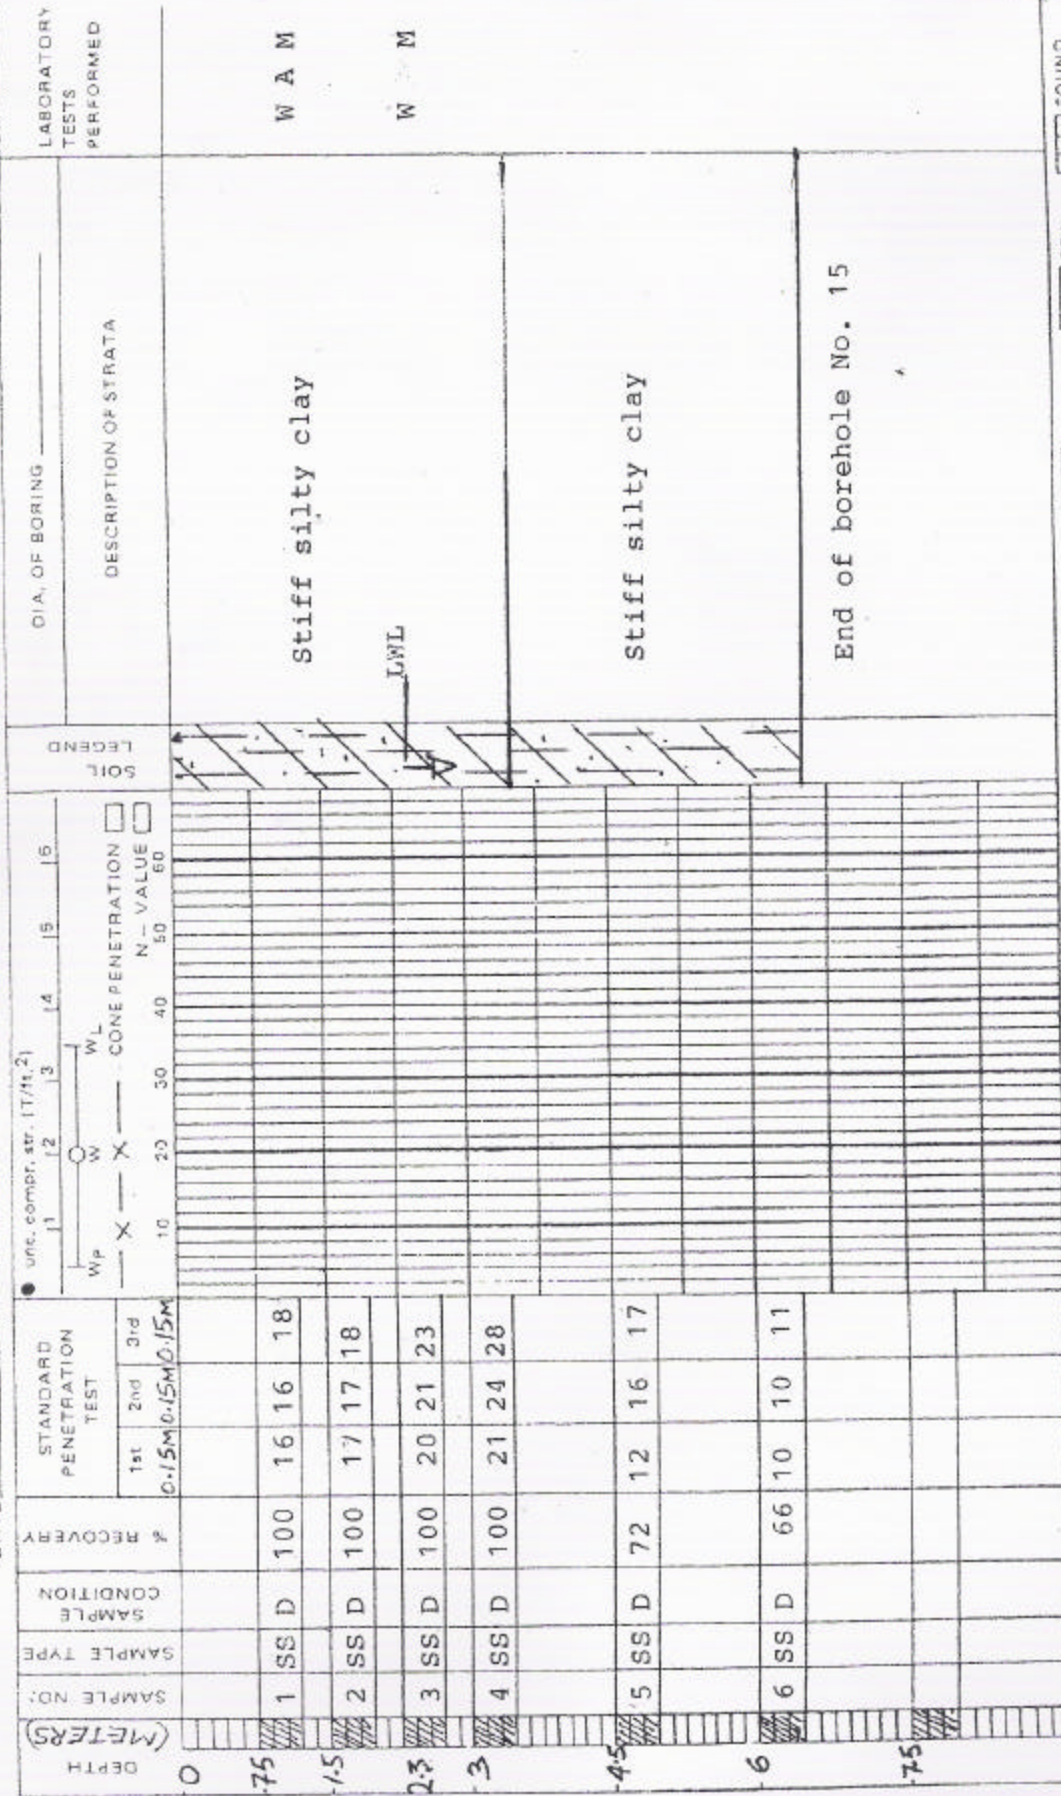 DEPTH (METERS)
SAMPLE NO.
SAMPLE TYPE
SAMPLE CONDITION
% RECOVERY
STANDARD PENETRATION TEST
1st 2nd 3rd
0.15M 0.15M 0.15M
● unc. compr. str. (T/ft.²)
1 2 3 4 5 6
WP W WL
X X CONE PENETRATION
N - VALUE
10 20 30 40 50 60
SOIL LEGEND
DIA. OF BORING
DESCRIPTION OF STRATA
LABORATORY TESTS PERFORMED
0
.75 1 SS D 100 16 16 18 W A M
Stiff silty clay
1.5 2 SS D 100 17 17 18
LWL
2.3 3 SS D 100 20 21 23 W M
3 4 SS D 100 21 24 28
4.5 5 SS D 72 12 16 17
Stiff silty clay
6 6 SS D 66 10 10 11
End of borehole No. 15
7.5